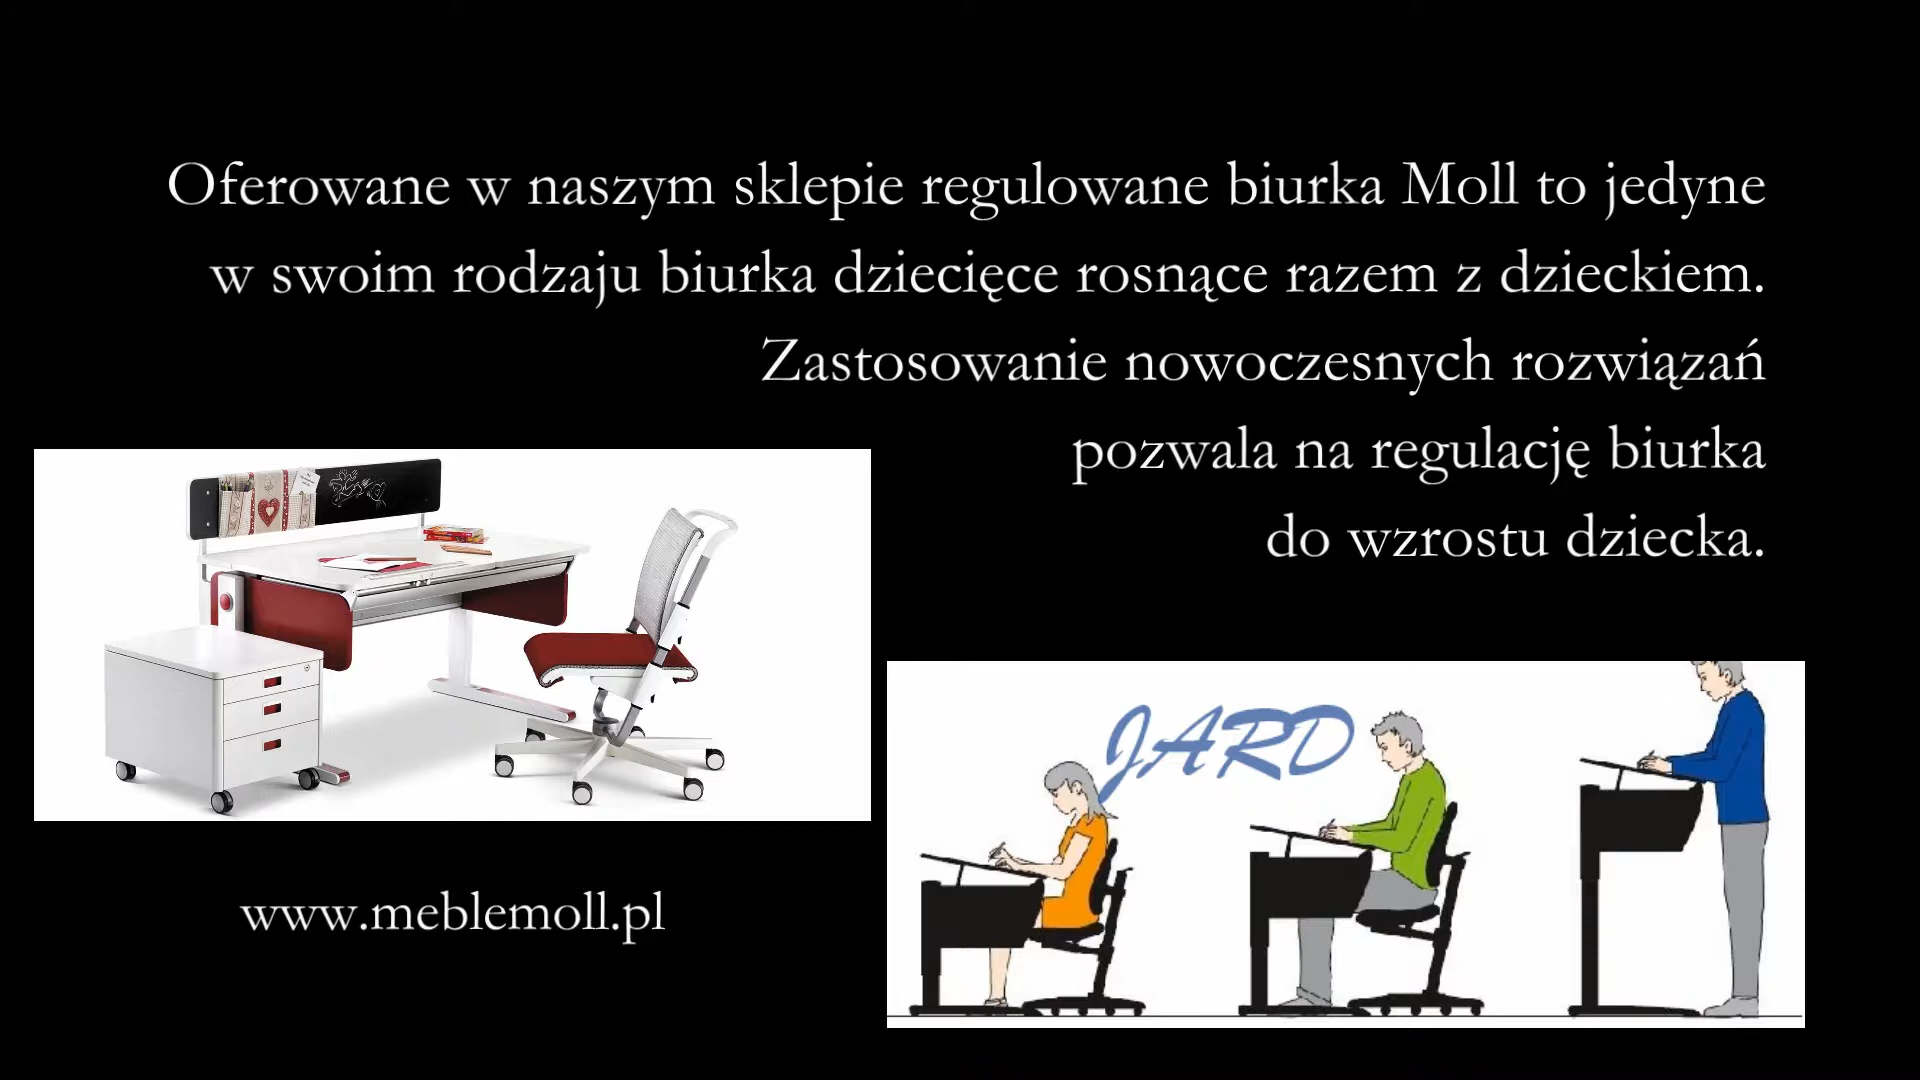 Oferowane w naszym sklepie regulowane biurka Moll to jedyne
w swoim rodzaju biurka dziecięce rosnące razem z dzieckiem.
Zastosowanie nowoczesnych rozwiązań
pozwala na regulację biurka
do wzrostu dziecka.
JARD
www.meblemoll.pl